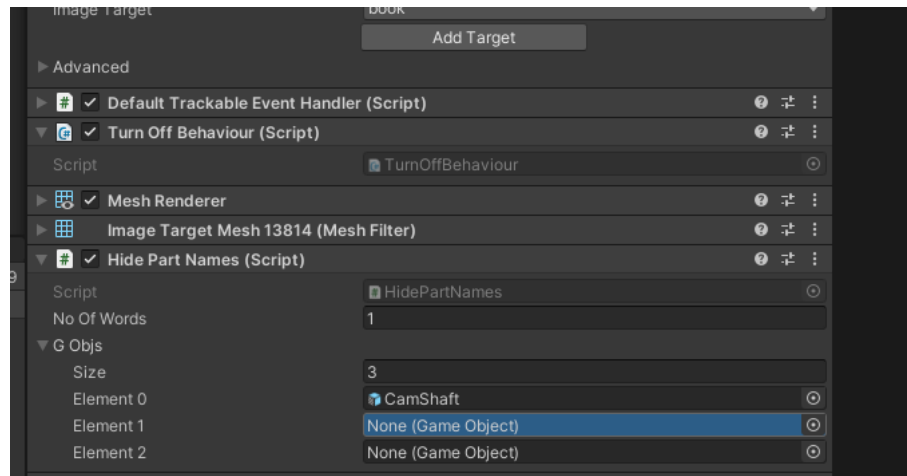 Image Target book
Add Target
Advanced
# Default Trackable Event Handler (Script)
Turn Off Behaviour (Script)
Script TurnOffBehaviour
Mesh Renderer
Image Target Mesh 13814 (Mesh Filter)
# Hide Part Names (Script)
Script # HidePartNames
No Of Words 1
9
G Objs
Size 3
Element 0 CamShaft
Element 1 None (Game Object)
Element 2 None (Game Object)